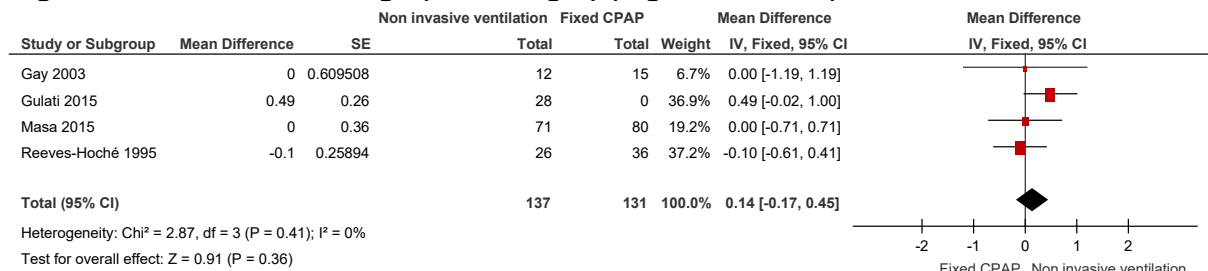 Non invasive ventilation Fixed CPAP Mean Difference Mean Difference
Study or Subgroup Mean Difference SE Total Total Weight IV, Fixed, 95% CI IV, Fixed, 95% CI
Gay 2003 0 0.609508 12 15 6.7% 0.00 [-1.19, 1.19]
Gulati 2015 0.49 0.26 28 0 36.9% 0.49 [-0.02, 1.00]
Masa 2015 0 0.36 71 80 19.2% 0.00 [-0.71, 0.71]
Reeves-Hoché 1995 -0.1 0.25894 26 36 37.2% -0.10 [-0.61, 0.41]
Total (95% CI) 137 131 100.0% 0.14 [-0.17, 0.45]
Heterogeneity: Chi² = 2.87, df = 3 (P = 0.41); I² = 0%
Test for overall effect: Z = 0.91 (P = 0.36)
-2 -1 0 1 2
Fixed CPAP Non invasive ventilation